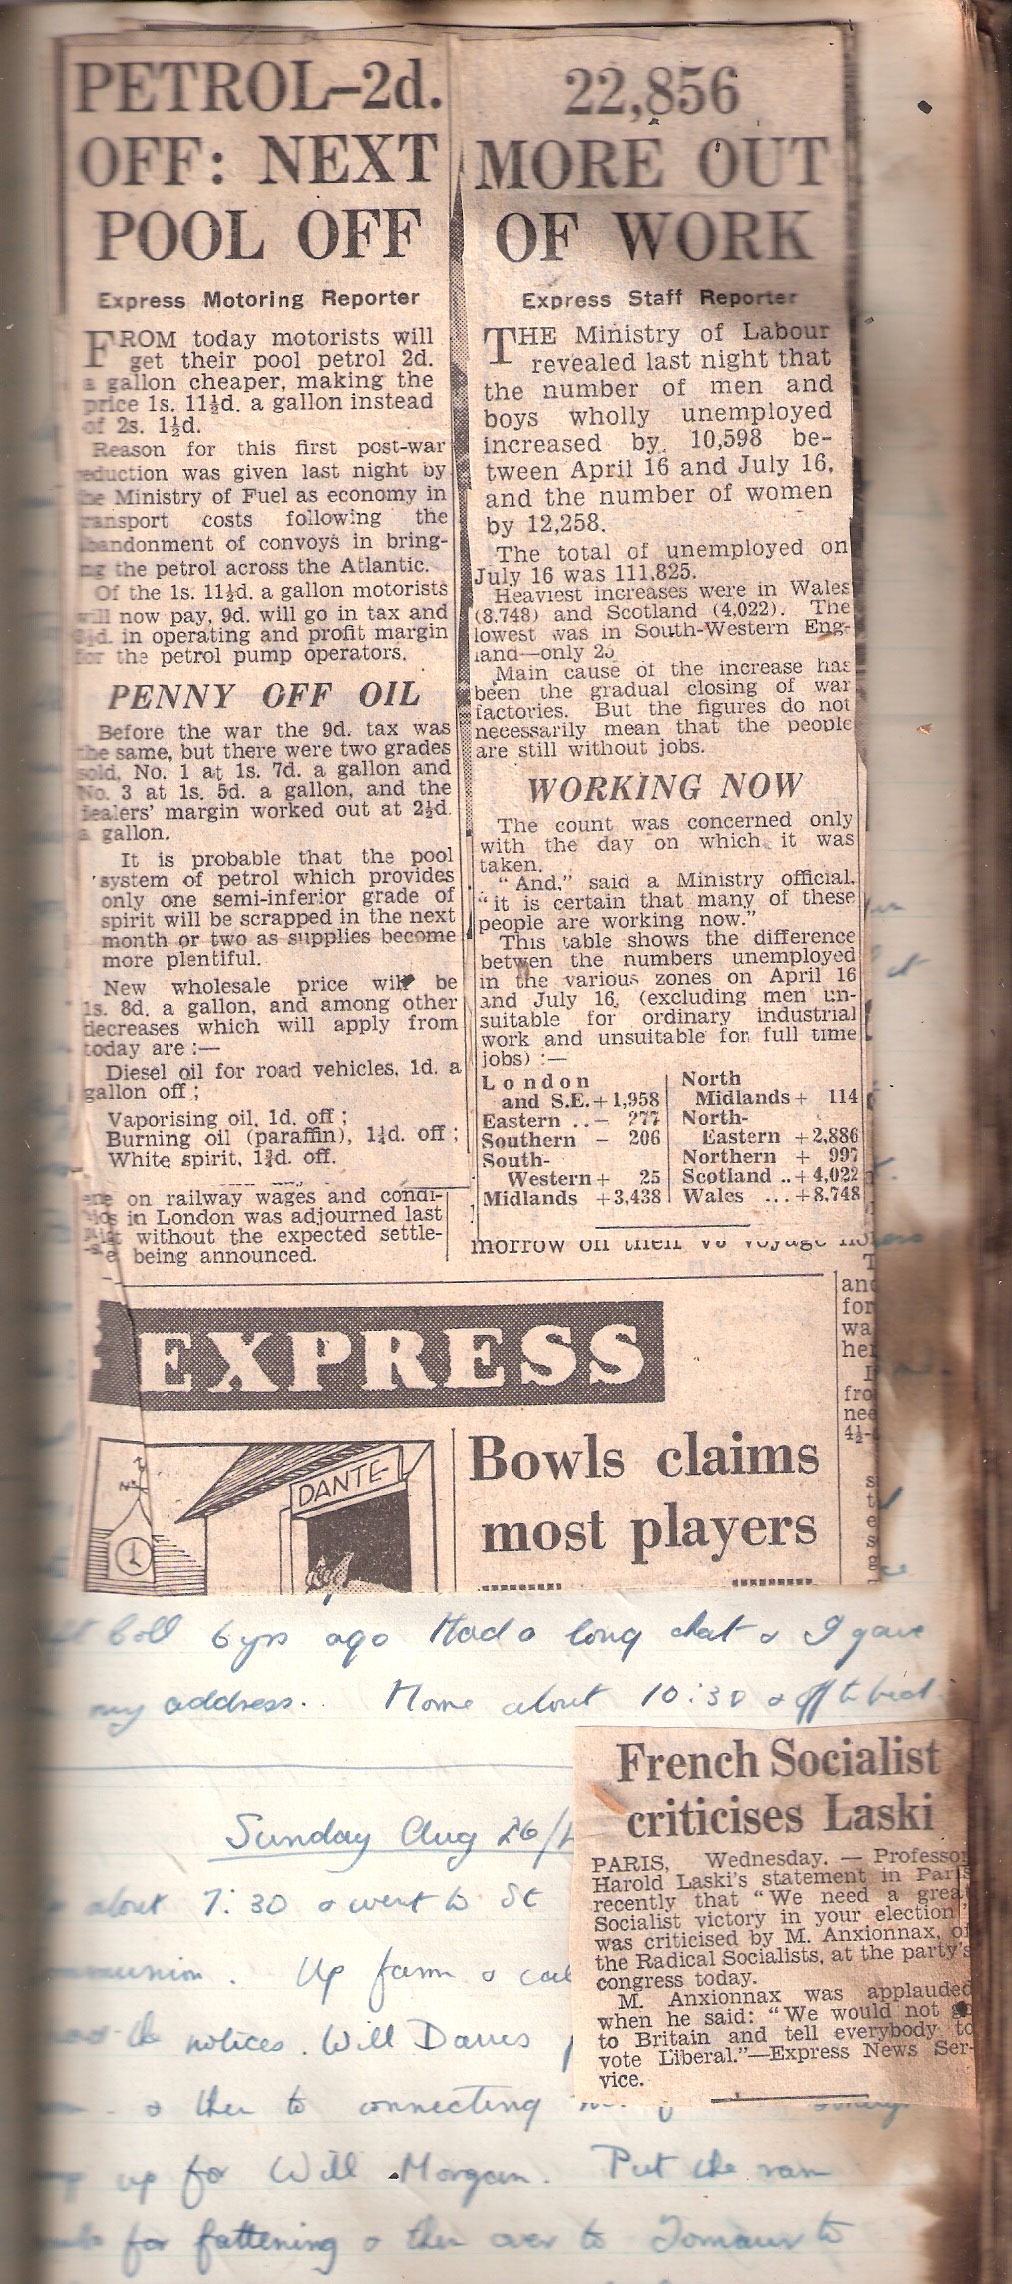 PETROL—2d.
OFF: NEXT
POOL OFF
Express Motoring Reporter
FROM today motorists will
get their pool petrol 2d.
a gallon cheaper, making the
price 1s. 11½d. a gallon instead
of 2s. 1½d.
Reason for this first post-war
eduction was given last night by
he Ministry of Fuel as economy in
ransport costs following the
bandonment of convoys in bring-
ng the petrol across the Atlantic.
Of the 1s. 11½d. a gallon motorists
will now pay, 9d. will go in tax and
in operating and profit margin
for the petrol pump operators.
PENNY OFF OIL
Before the war the 9d. tax was
the same, but there were two grades
sold, No. 1 at 1s. 7d. a gallon and
No. 3 at 1s. 5d. a gallon, and the
dealers' margin worked out at 2½d.
a gallon.
It is probable that the pool
system of petrol which provides
only one semi-inferior grade of
spirit will be scrapped in the next
month or two as supplies become
more plentiful.
New wholesale price will be
1s. 8d. a gallon, and among other
decreases which will apply from
today are :—
Diesel oil for road vehicles, 1d. a
gallon off ;
Vaporising oil, 1d. off ;
Burning oil (paraffin), 1¼d. off ;
White spirit, 1¾d. off.
on railway wages and condi-
in London was adjourned last
without the expected settle-
being announced.
22,856
MORE OUT
OF WORK
Express Staff Reporter
THE Ministry of Labour
revealed last night that
the number of men and
boys wholly unemployed
increased by 10,598 be-
tween April 16 and July 16,
and the number of women
by 12,258.
The total of unemployed on
July 16 was 111,825.
Heaviest increases were in Wales
(8,748) and Scotland (4,022). The
lowest was in South-Western Eng-
land—only 25
Main cause of the increase has
been the gradual closing of war
factories. But the figures do not
necessarily mean that the people
are still without jobs.
WORKING NOW
The count was concerned only
with the day on which it was
taken.
"And," said a Ministry official,
"it is certain that many of these
people are working now."
This table shows the difference
between the numbers unemployed
in the various zones on April 16
and July 16, (excluding men un-
suitable for ordinary industrial
work and unsuitable for full time
jobs) :—
London
and S.E. +1,958
Eastern .. — 277
Southern — 206
South-
Western + 25
Midlands +3,438
North
Midlands + 114
North-
Eastern +2,886
Northern + 997
Scotland .. +4,022
Wales ... +8,748
morrow on their voyage
and
for
wa
her
fro
nee
4½-
EXPRESS
DANTE-
Bowls claims
most players
6 yrs ago Had a long chat & I gave
my address. Home about 10:30 & off to bed.
French Socialist
criticises Laski
PARIS, Wednesday. — Professor
Harold Laski's statement in Paris
recently that "We need a great
Socialist victory in your election"
was criticised by M. Anxionnax, of
the Radical Socialists, at the party's
congress today.
M. Anxionnax was applauded
when he said: "We would not go
to Britain and tell everybody to
vote Liberal."—Express News Ser-
vice.
Sunday Aug 26/
about 7:30 & went to St
mmunion. Up farm &
the notices. Will Davies
& then to connecting
up for Will Morgan. Put the ram
for fattening & then over to to